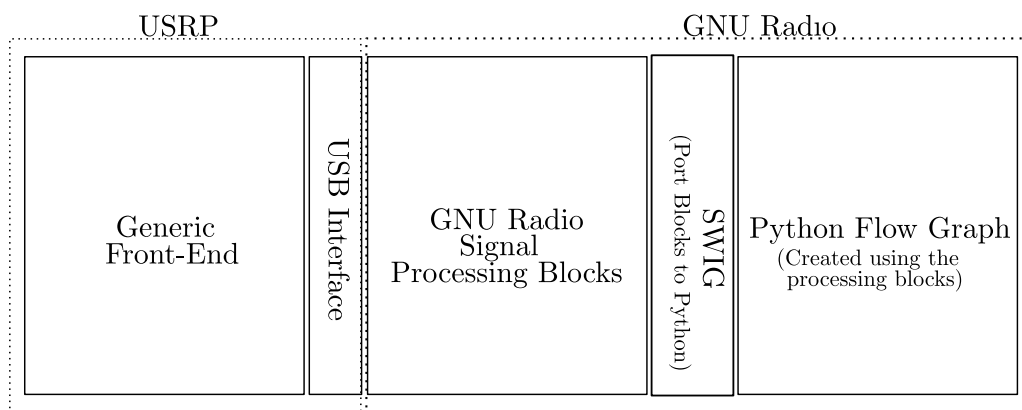 USRP
GNU Radio
Generic
Front-End
USB Interface
GNU Radio
Signal
Processing Blocks
SWIG
(Port Blocks to Python)
Python Flow Graph
(Created using the
processing blocks)